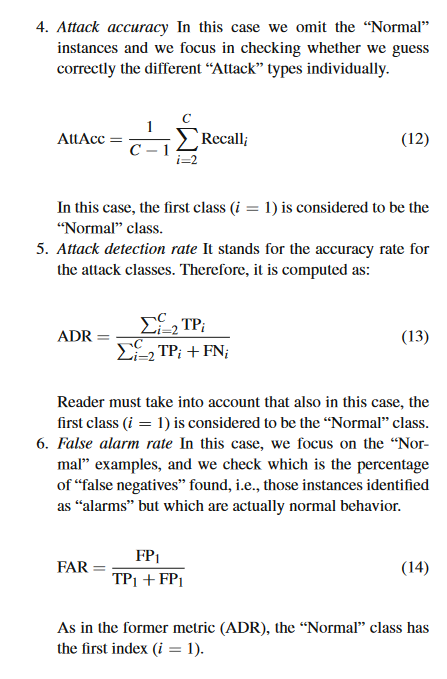 4. Attack accuracy In this case we omit the “Normal”
instances and we focus in checking whether we guess
correctly the different “Attack” types individually.
AttAcc = \frac{1}{C − 1} \sum_{i=2}^{C} Recall_i (12)
In this case, the first class (i = 1) is considered to be the
“Normal” class.
5. Attack detection rate It stands for the accuracy rate for
the attack classes. Therefore, it is computed as:
ADR = \frac{\sum_{i=2}^{C} TP_i}{\sum_{i=2}^{C} TP_i + FN_i} (13)
Reader must take into account that also in this case, the
first class (i = 1) is considered to be the “Normal” class.
6. False alarm rate In this case, we focus on the “Nor-
mal” examples, and we check which is the percentage
of “false negatives” found, i.e., those instances identified
as “alarms” but which are actually normal behavior.
FAR = \frac{FP_1}{TP_1 + FP_1} (14)
As in the former metric (ADR), the “Normal” class has
the first index (i = 1).